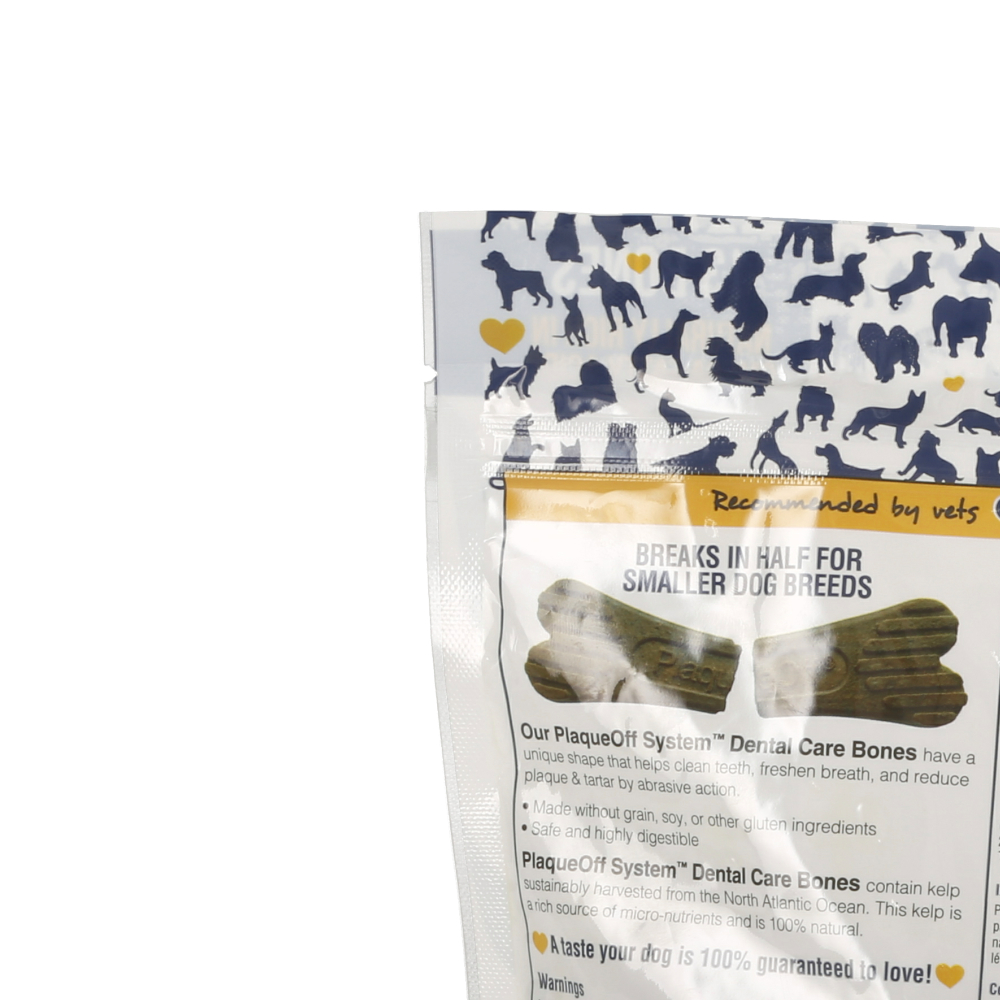 Recommended by vets
BREAKS IN HALF FOR
SMALLER DOG BREEDS
Plaqu
Our PlaqueOff System™ Dental Care Bones have a
unique shape that helps clean teeth, freshen breath, and reduce
plaque & tartar by abrasive action.
• Made without grain, soy, or other gluten ingredients
• Safe and highly digestible
PlaqueOff System™ Dental Care Bones contain kelp
sustainably harvested from the North Atlantic Ocean. This kelp is
a rich source of micro-nutrients and is 100% natural.
A taste your dog is 100% guaranteed to love!
Warnings